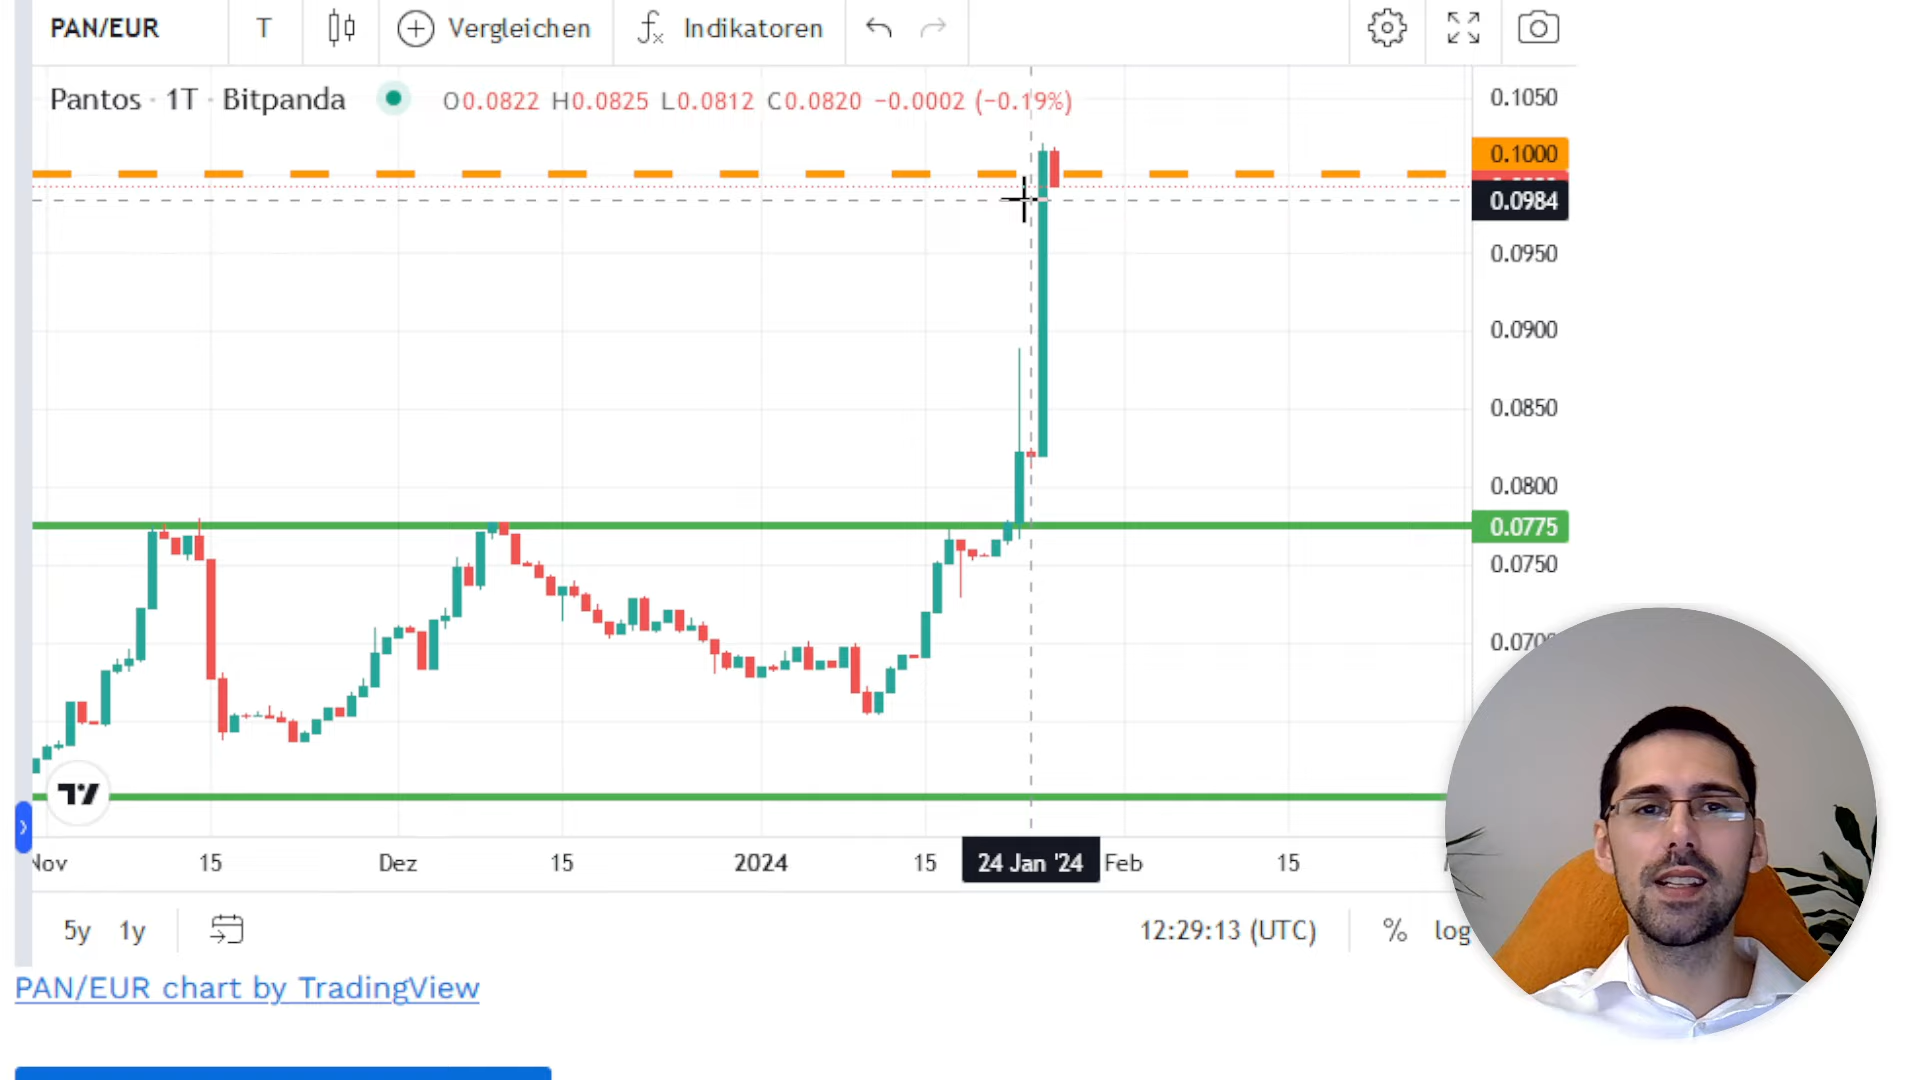 PAN/EUR T Vergleichen fx Indikatoren
Pantos · 1T · Bitpanda O0.0822 H0.0825 L0.0812 C0.0820 −0.0002 (−0.19%)
0.1050
0.1000
0.0984
0.0950
0.0900
0.0850
0.0800
0.0775
0.0750
Nov 15 Dez 15 2024 15 24 Jan '24 Feb 15
5y 1y 12:29:13 (UTC) % log
PAN/EUR chart by TradingView